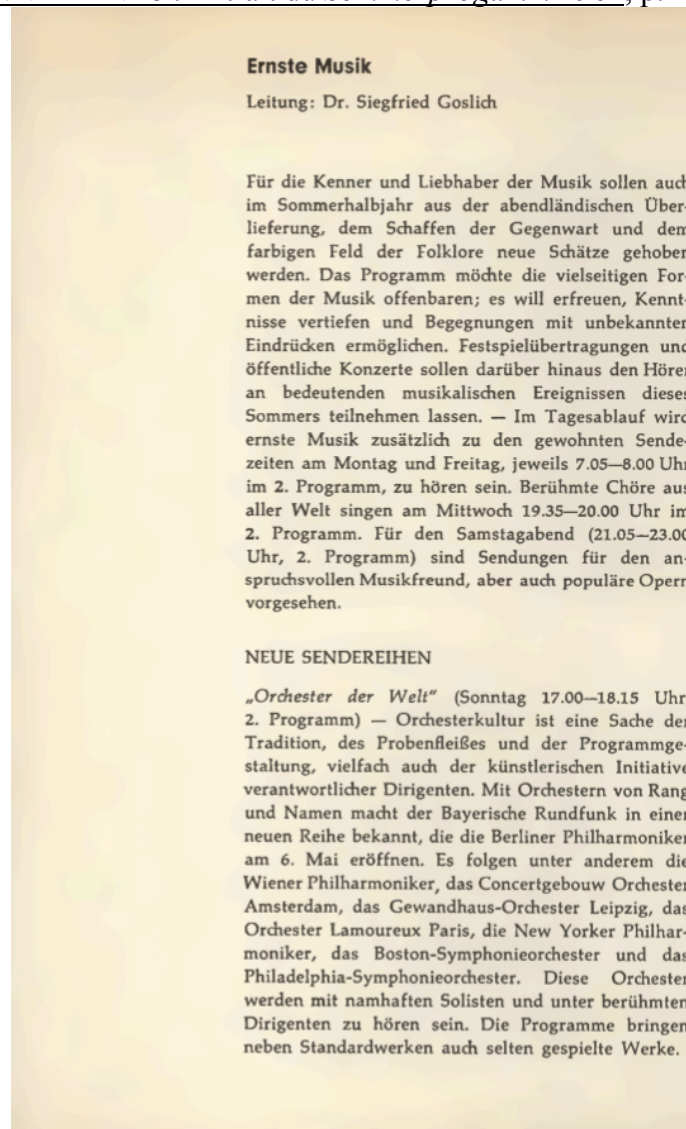 Ernste Musik
Leitung: Dr. Siegfried Goslich
Für die Kenner und Liebhaber der Musik sollen auch
im Sommerhalbjahr aus der abendländischen Über-
lieferung, dem Schaffen der Gegenwart und dem
farbigen Feld der Folklore neue Schätze gehoben
werden. Das Programm möchte die vielseitigen For-
men der Musik offenbaren; es will erfreuen, Kennt-
nisse vertiefen und Begegnungen mit unbekannten
Eindrücken ermöglichen. Festspielübertragungen und
öffentliche Konzerte sollen darüber hinaus den Hörer
an bedeutenden musikalischen Ereignissen dieses
Sommers teilnehmen lassen. — Im Tagesablauf wird
ernste Musik zusätzlich zu den gewohnten Sende-
zeiten am Montag und Freitag, jeweils 7.05—8.00 Uhr
im 2. Programm, zu hören sein. Berühmte Chöre aus
aller Welt singen am Mittwoch 19.35—20.00 Uhr im
2. Programm. Für den Samstagabend (21.05—23.00
Uhr, 2. Programm) sind Sendungen für den an-
spruchsvollen Musikfreund, aber auch populäre Opern
vorgesehen.
NEUE SENDEREIHEN
„Orchester der Welt" (Sonntag 17.00—18.15 Uhr
2. Programm) — Orchesterkultur ist eine Sache der
Tradition, des Probenfleißes und der Programmge-
staltung, vielfach auch der künstlerischen Initiative
verantwortlicher Dirigenten. Mit Orchestern von Rang
und Namen macht der Bayerische Rundfunk in einer
neuen Reihe bekannt, die die Berliner Philharmoniker
am 6. Mai eröffnen. Es folgen unter anderem die
Wiener Philharmoniker, das Concertgebouw Orchester
Amsterdam, das Gewandhaus-Orchester Leipzig, das
Orchester Lamoureux Paris, die New Yorker Philhar-
moniker, das Boston-Symphonieorchester und das
Philadelphia-Symphonieorchester. Diese Orchester
werden mit namhaften Solisten und unter berühmten
Dirigenten zu hören sein. Die Programme bringen
neben Standardwerken auch selten gespielte Werke.